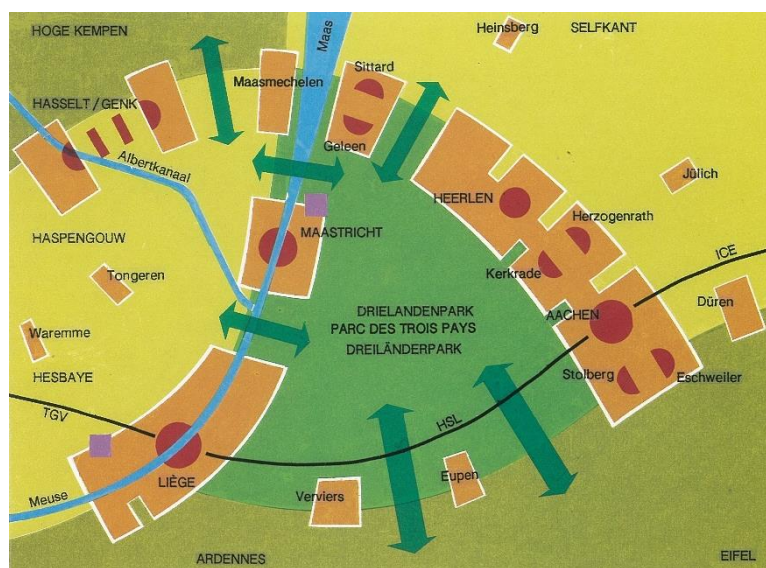 HOGE KEMPEN
Heinsberg
SELFKANT
Maas
Sittard
Maasmechelen
HASSELT/GENK
Geleen
Albertkanaal
Jülich
HEERLEN
Herzogenrath
MAASTRICHT
HASPENGOUW
ICE
Kerkrade
Tongeren
Düren
DRIELANDENPARK
AACHEN
PARC DES TROIS PAYS
Waremme
DREILÄNDERPARK
Stolberg
Eschweiler
HESBAYE
TGV
HSL
Eupen
LIÈGE
Verviers
Meuse
ARDENNES
EIFEL